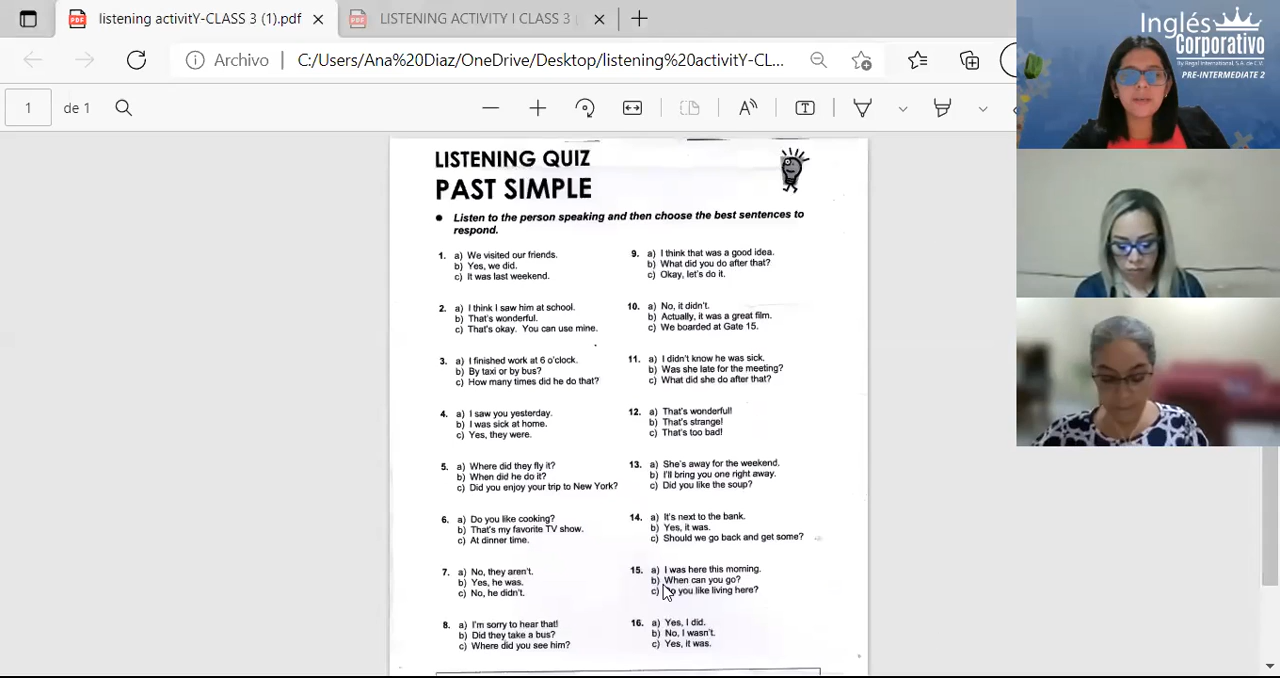 listening activitY-CLASS 3 (1).pdf
LISTENING ACTIVITY I CLASS 3
Archivo
C:/Users/Ana%20Diaz/OneDrive/Desktop/listening%20activitY-CL...
1
de 1
Inglés
Corporativo
By Regal International, S.A. de C.V.
PRE-INTERMEDIATE 2
LISTENING QUIZ
PAST SIMPLE
● Listen to the person speaking and then choose the best sentences to
respond.
1. a) We visited our friends.
b) Yes, we did.
c) It was last weekend.
2. a) I think I saw him at school.
b) That's wonderful.
c) That's okay. You can use mine.
3. a) I finished work at 6 o'clock.
b) By taxi or by bus?
c) How many times did he do that?
4. a) I saw you yesterday.
b) I was sick at home.
c) Yes, they were.
5. a) Where did they fly it?
b) When did he do it?
c) Did you enjoy your trip to New York?
6. a) Do you like cooking?
b) That's my favorite TV show.
c) At dinner time.
7. a) No, they aren't.
b) Yes, he was.
c) No, he didn't.
8. a) I'm sorry to hear that!
b) Did they take a bus?
c) Where did you see him?
9. a) I think that was a good idea.
b) What did you do after that?
c) Okay, let's do it.
10. a) No, it didn't.
b) Actually, it was a great film.
c) We boarded at Gate 15.
11. a) I didn't know he was sick.
b) Was she late for the meeting?
c) What did she do after that?
12. a) That's wonderful!
b) That's strange!
c) That's too bad!
13. a) She's away for the weekend.
b) I'll bring you one right away.
c) Did you like the soup?
14. a) It's next to the bank.
b) Yes, it was.
c) Should we go back and get some?
15. a) I was here this morning.
b) When can you go?
c) you like living here?
16. a) Yes, I did.
b) No, I wasn't.
c) Yes, it was.